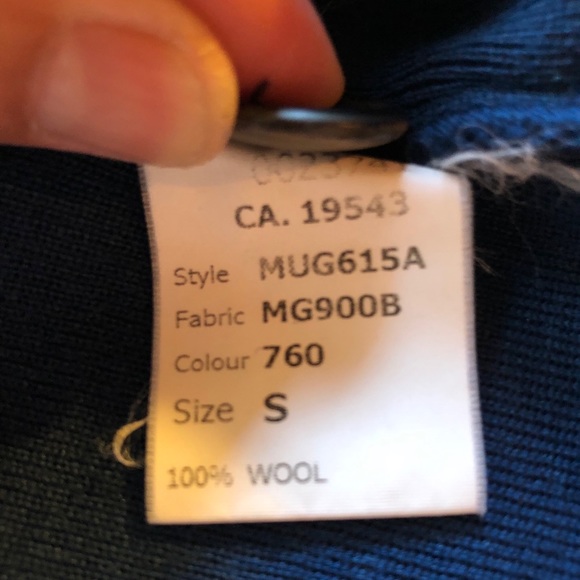 CA. 19543
Style MUG615A
Fabric MG900B
Colour 760
Size S
100% WOOL